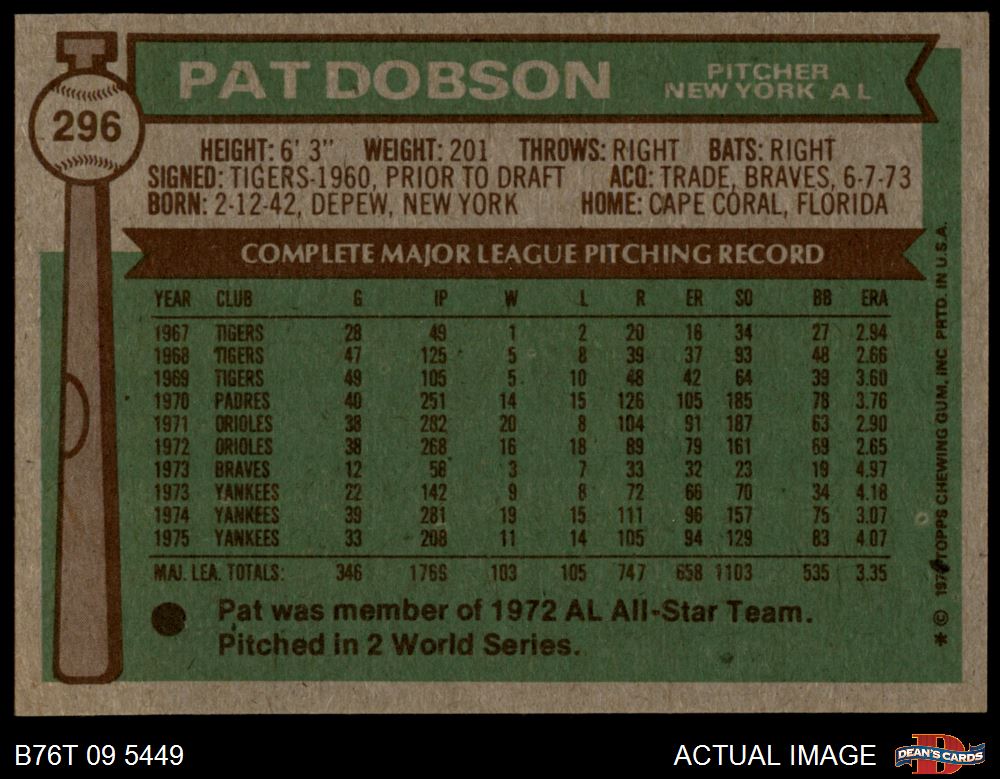 PAT DOBSON
PITCHER
NEW YORK A L
296
HEIGHT: 6' 3" WEIGHT: 201 THROWS: RIGHT BATS: RIGHT
SIGNED: TIGERS-1960, PRIOR TO DRAFT ACQ: TRADE, BRAVES, 6-7-73
BORN: 2-12-42, DEPEW, NEW YORK HOME: CAPE CORAL, FLORIDA
COMPLETE MAJOR LEAGUE PITCHING RECORD
YEAR CLUB G IP W L R ER SO BB ERA
1967 TIGERS 28 49 1 2 20 16 34 27 2.94
1968 TIGERS 47 125 5 8 39 37 93 48 2.66
1969 TIGERS 49 105 5 10 48 42 64 39 3.60
1970 PADRES 40 251 14 15 126 105 185 78 3.76
1971 ORIOLES 38 282 20 8 104 91 187 63 2.90
1972 ORIOLES 38 268 16 18 89 79 161 69 2.65
1973 BRAVES 12 58 3 7 33 32 23 19 4.97
1973 YANKEES 22 142 9 8 72 66 70 34 4.18
1974 YANKEES 39 281 19 15 111 96 157 75 3.07
1975 YANKEES 33 208 11 14 105 94 129 83 4.07
MAJ. LEA. TOTALS: 346 1769 103 105 747 658 1103 535 3.35
Pat was member of 1972 AL All-Star Team.
Pitched in 2 World Series.
* © TOPPS CHEWING GUM, INC PRTD. IN U.S.A.
B76T 09 5449
ACTUAL IMAGE
DEAN'S CARDS